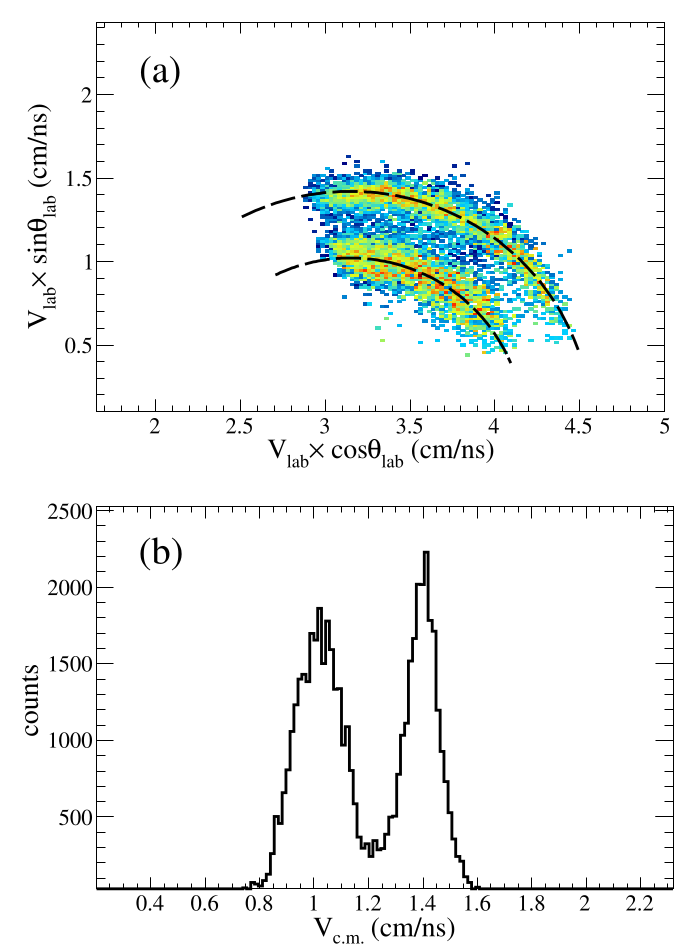 (a)
V_lab × sinθ_lab (cm/ns)
2
1.5
1
0.5
2 2.5 3 3.5 4 4.5 5
V_lab × cosθ_lab (cm/ns)
(b)
counts
2500
2000
1500
1000
500
0.4 0.6 0.8 1 1.2 1.4 1.6 1.8 2 2.2
V_c.m. (cm/ns)